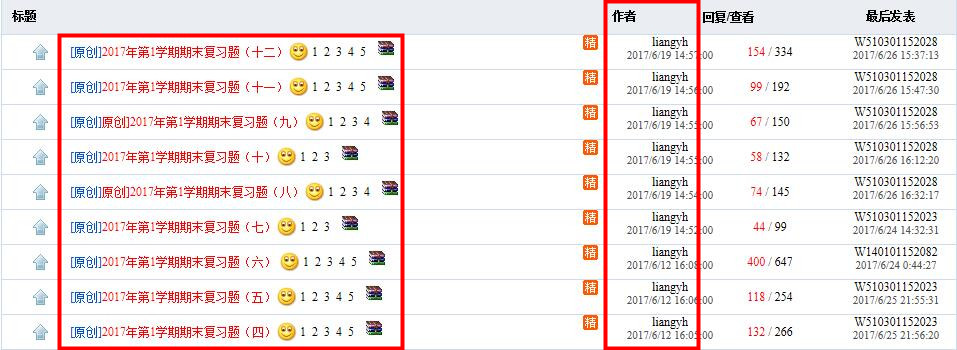 标题 作者 回复/查看 最后发表
[原创]2017年第1学期期末复习题（十二） 1 2 3 4 5 精 liangyh 154 / 334 W510301152028
2017/6/19 14:57:00 2017/6/26 15:37:13
[原创]2017年第1学期期末复习题（十一） 1 2 3 4 5 精 liangyh 99 / 192 W510301152028
2017/6/19 14:56:00 2017/6/26 15:47:30
[原创]原创]2017年第1学期期末复习题（九） 1 2 3 4 精 liangyh 67 / 150 W510301152028
2017/6/19 14:55:00 2017/6/26 15:56:53
[原创]2017年第1学期期末复习题（十） 1 2 3 精 liangyh 58 / 132 W510301152028
2017/6/19 14:55:00 2017/6/26 16:12:20
[原创]原创]2017年第1学期期末复习题（八） 1 2 3 4 精 liangyh 74 / 145 W510301152028
2017/6/19 14:54:00 2017/6/26 16:32:17
[原创]2017年第1学期期末复习题（七） 1 2 3 精 liangyh 44 / 99 W510301152023
2017/6/19 14:52:00 2017/6/24 14:32:31
[原创]2017年第1学期期末复习题（六） 1 2 3 4 5 精 liangyh 400 / 647 W140101152082
2017/6/12 16:08:00 2017/6/24 0:44:27
[原创]2017年第1学期期末复习题（五） 1 2 3 4 5 精 liangyh 118 / 254 W510301152023
2017/6/12 16:06:00 2017/6/25 21:55:31
[原创]2017年第1学期期末复习题（四） 1 2 3 4 5 精 liangyh 132 / 266 W510301152023
2017/6/12 16:05:00 2017/6/25 21:56:20